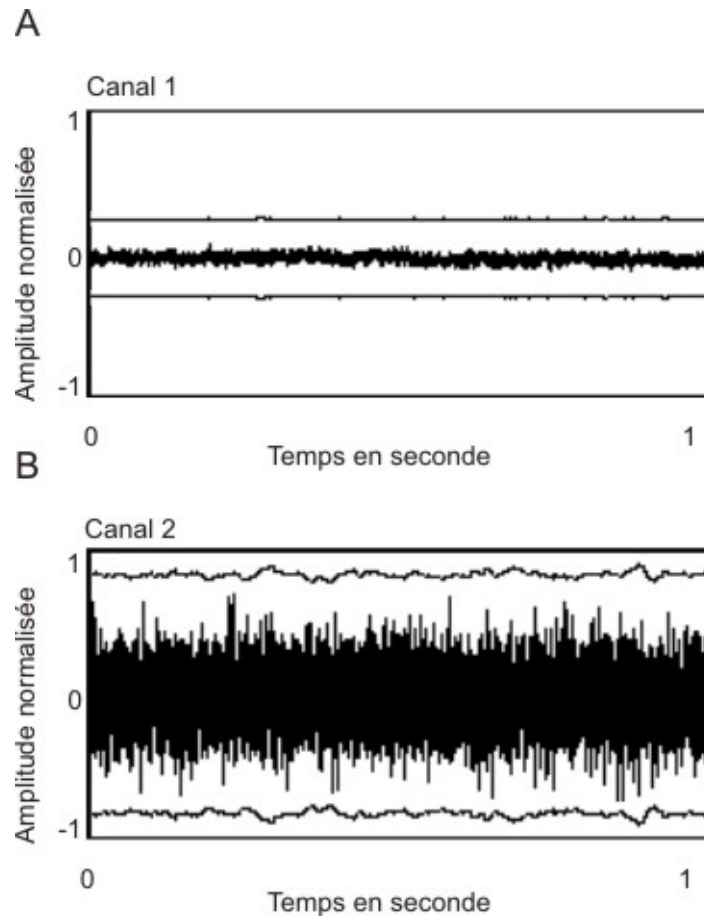 A
Canal 1
1
Amplitude normalisée
0
-1
0 1
Temps en seconde
B
Canal 2
1
Amplitude normalisée
0
-1
0 1
Temps en seconde